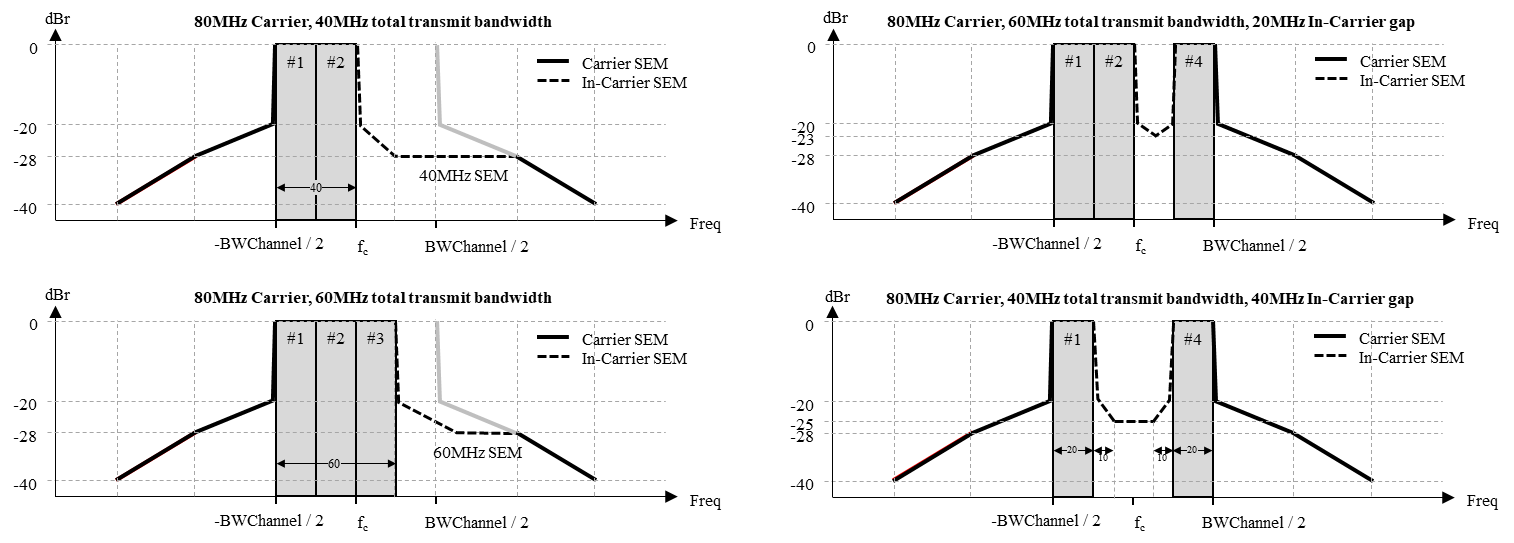 dBr
80MHz Carrier, 40MHz total transmit bandwidth
0
#1 #2
Carrier SEM
In-Carrier SEM
-20
-28
40MHz SEM
40
-40
Freq
-BWChannel / 2 fc BWChannel / 2
dBr
80MHz Carrier, 60MHz total transmit bandwidth, 20MHz In-Carrier gap
0
#1 #2 #4
Carrier SEM
In-Carrier SEM
-20
-23
-28
-40
Freq
-BWChannel / 2 fc BWChannel / 2
dBr
80MHz Carrier, 60MHz total transmit bandwidth
0
#1 #2 #3
Carrier SEM
In-Carrier SEM
-20
-28
60MHz SEM
60
-40
Freq
-BWChannel / 2 fc BWChannel / 2
dBr
80MHz Carrier, 40MHz total transmit bandwidth, 40MHz In-Carrier gap
0
#1 #4
Carrier SEM
In-Carrier SEM
-20
-25
-28
20 10 10 20
-40
Freq
-BWChannel / 2 fc BWChannel / 2